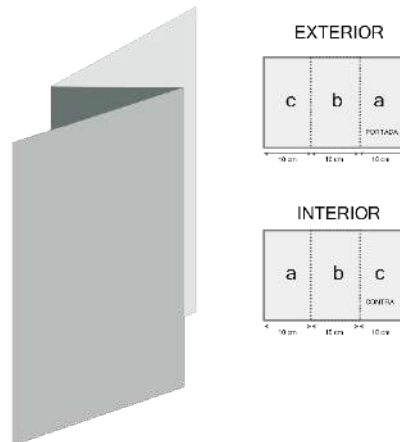 EXTERIOR
c b a
PORTADA
10 cm 10 cm 10 cm
INTERIOR
a b c
CONTRA
10 cm 10 cm 10 cm